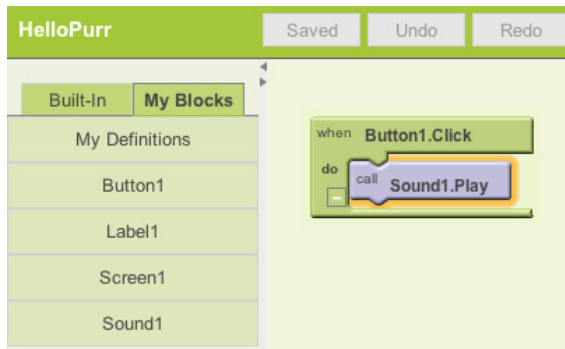 HelloPurr
Saved Undo Redo
Built-In My Blocks
My Definitions
Button1
Label1
Screen1
Sound1
when Button1.Click
do
call Sound1.Play